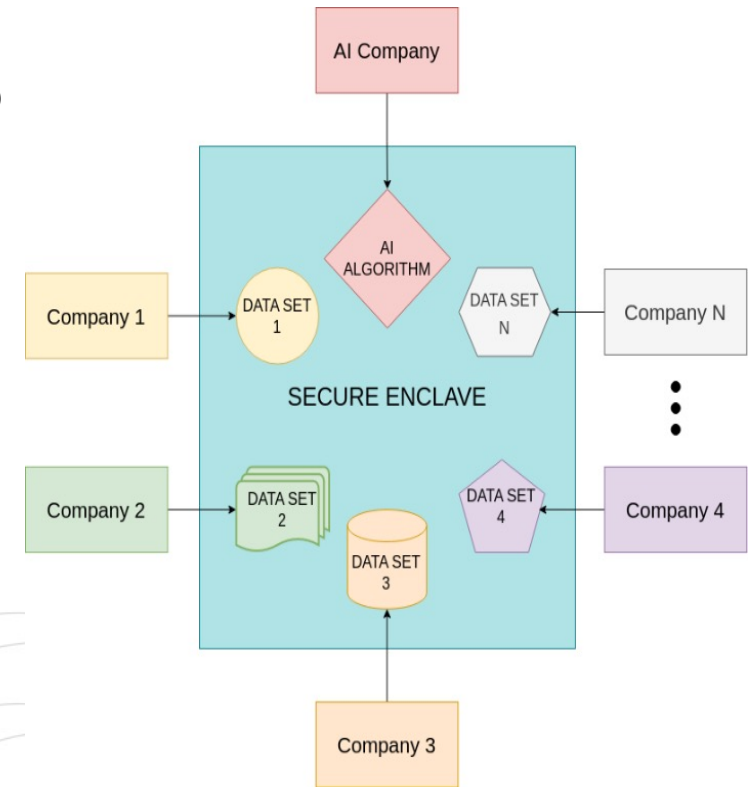 AI Company
AI
ALGORITHM
Company 1
DATA SET
1
DATA SET
N
Company N
SECURE ENCLAVE
Company 2
DATA SET
2
DATA SET
3
DATA SET
4
Company 4
Company 3